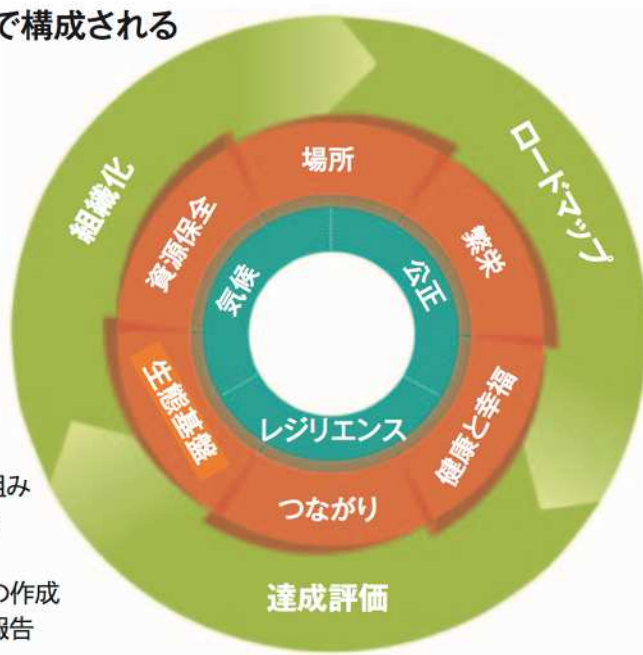 で構成される
組織化
ロードマップ
達成評価
場所
繁栄
健康と幸福
つながり
生態基盤
資源保全
気候
公正
レジリエンス
組み
の作成
報告